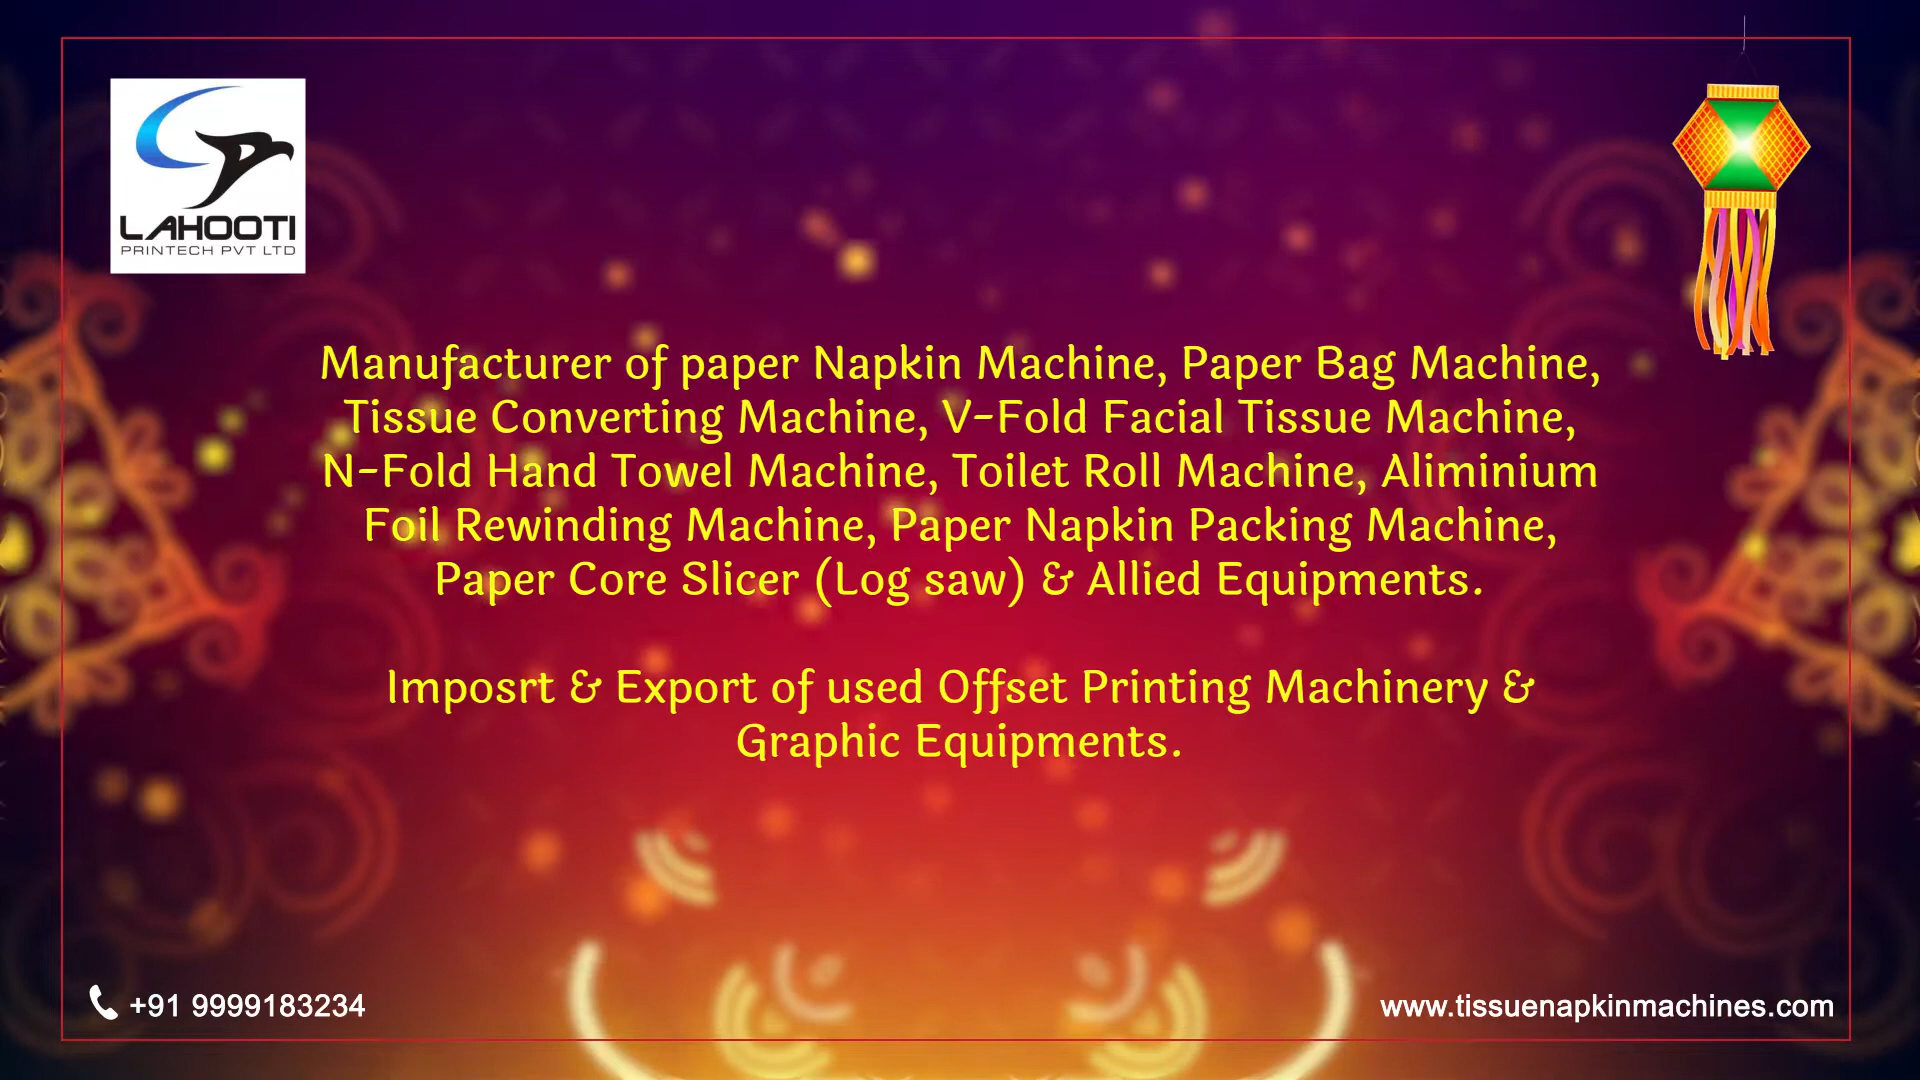 LAHOOTI
PRINTECH PVT LTD
Manufacturer of paper Napkin Machine, Paper Bag Machine,
Tissue Converting Machine, V-Fold Facial Tissue Machine,
N-Fold Hand Towel Machine, Toilet Roll Machine, Aliminium
Foil Rewinding Machine, Paper Napkin Packing Machine,
Paper Core Slicer (Log saw) & Allied Equipments.
Imposrt & Export of used Offset Printing Machinery &
Graphic Equipments.
+91 9999183234
www.tissuenapkinmachines.com